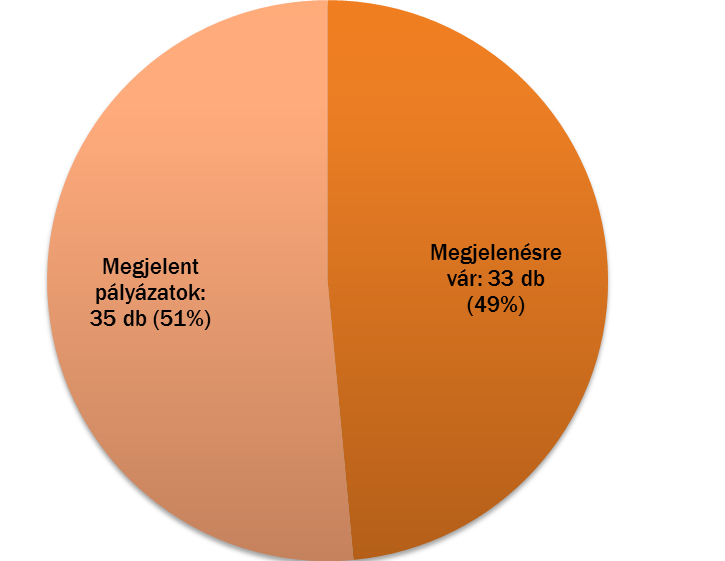 Megjelent
pályázatok:
35 db (51%)
Megjelenésre
vár: 33 db
(49%)